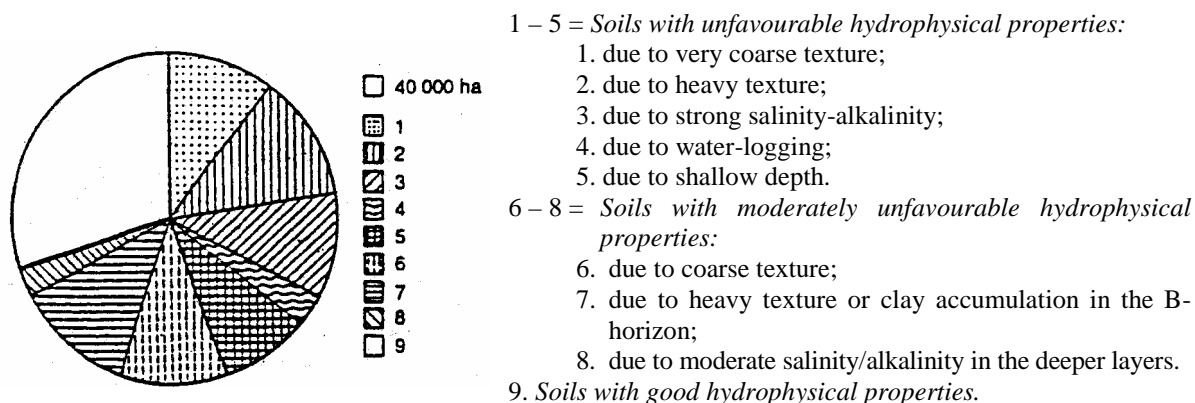 40 000 ha
1
2
3
4
5
6
7
8
9
1 – 5 = Soils with unfavourable hydrophysical properties:
1. due to very coarse texture;
2. due to heavy texture;
3. due to strong salinity-alkalinity;
4. due to water-logging;
5. due to shallow depth.
6 – 8 = Soils with moderately unfavourable hydrophysical
properties:
6. due to coarse texture;
7. due to heavy texture or clay accumulation in the B-
horizon;
8. due to moderate salinity/alkalinity in the deeper layers.
9. Soils with good hydrophysical properties.